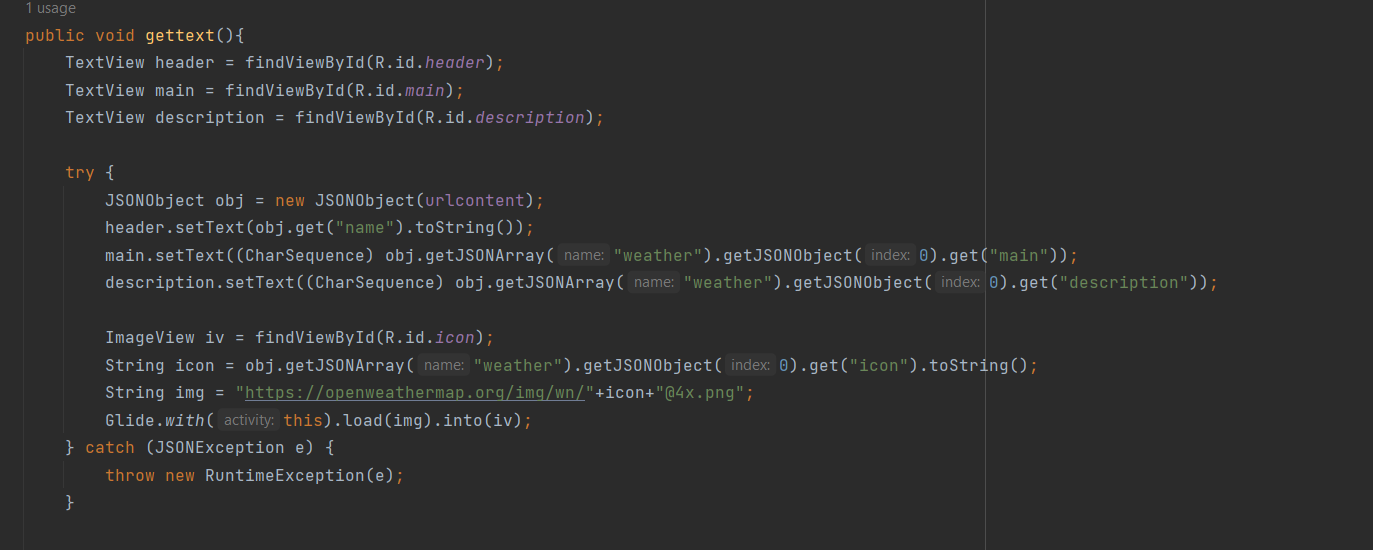 1 usage
public void gettext(){
TextView header = findViewById(R.id.header);
TextView main = findViewById(R.id.main);
TextView description = findViewById(R.id.description);
try {
JSONObject obj = new JSONObject(urlcontent);
header.setText(obj.get("name").toString());
main.setText((CharSequence) obj.getJSONArray( name: "weather").getJSONObject( index: 0).get("main"));
description.setText((CharSequence) obj.getJSONArray( name: "weather").getJSONObject( index: 0).get("description"));
ImageView iv = findViewById(R.id.icon);
String icon = obj.getJSONArray( name: "weather").getJSONObject( index: 0).get("icon").toString();
String img = "https://openweathermap.org/img/wn/"+icon+"@4x.png";
Glide.with( activity: this).load(img).into(iv);
} catch (JSONException e) {
throw new RuntimeException(e);
}